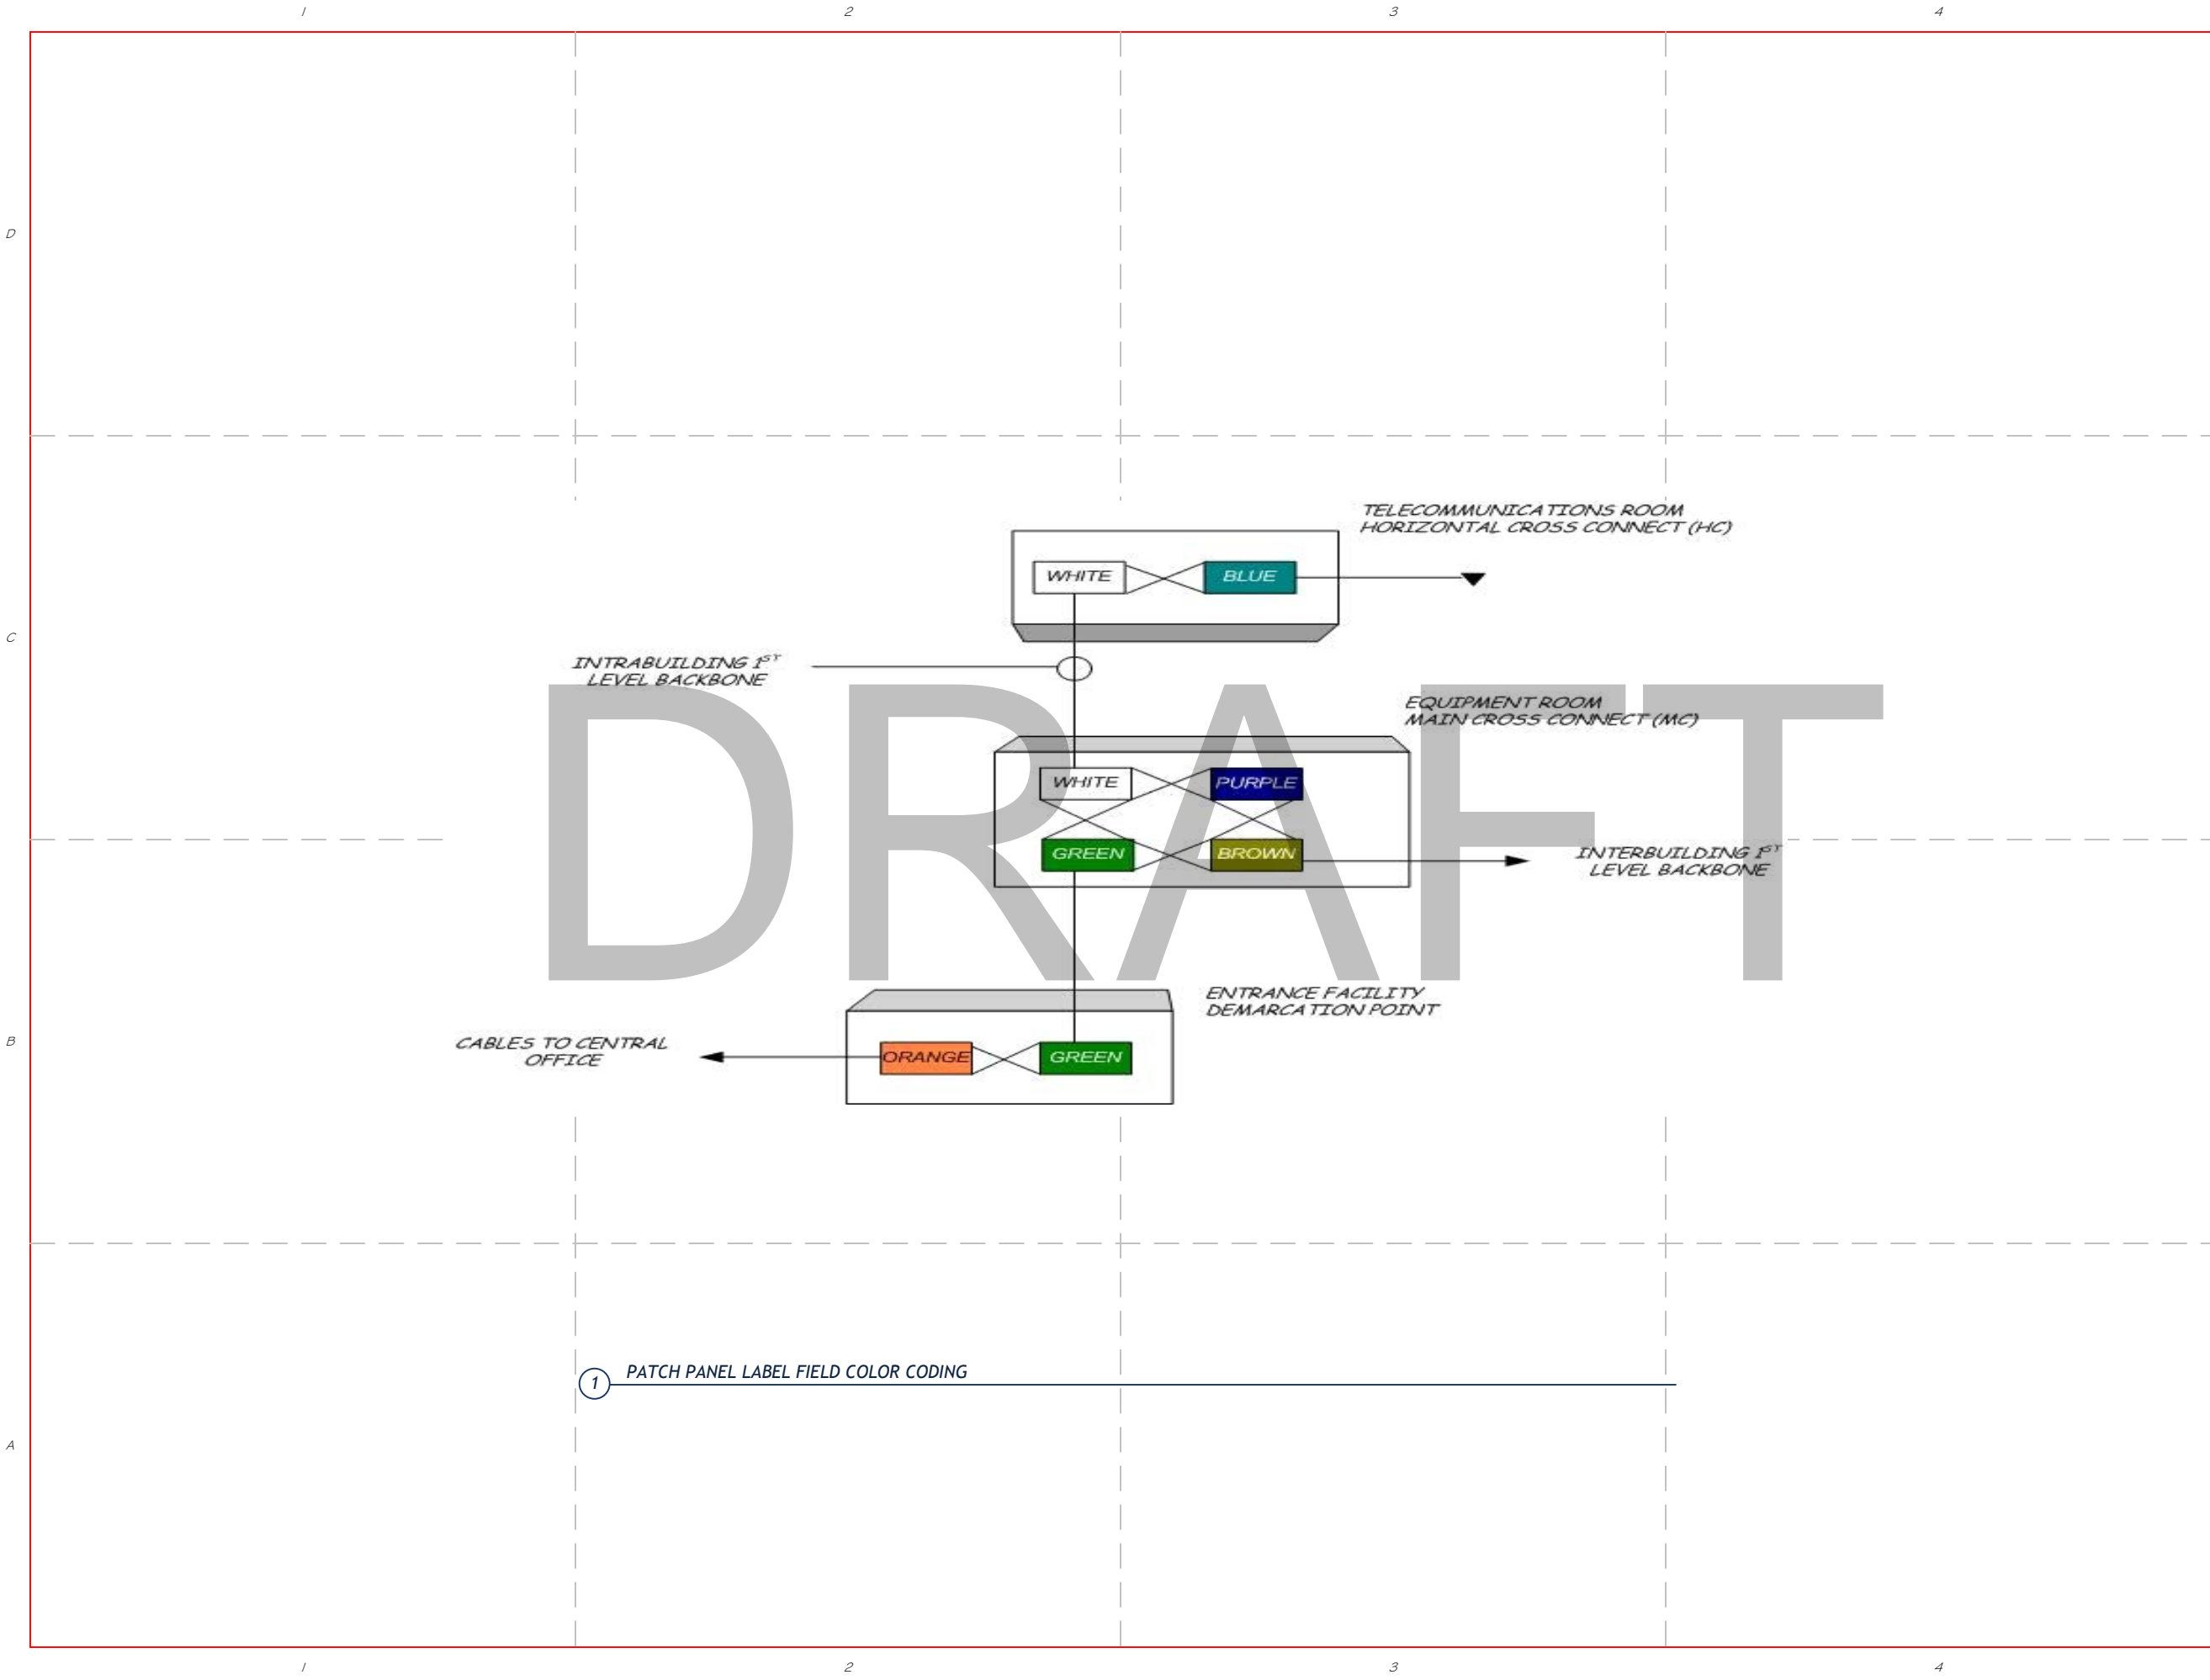 1 2 3 4
D
TELECOMMUNICATIONS ROOM
HORIZONTAL CROSS CONNECT (HC)
WHITE BLUE
C
INTRABUILDING 1ST
LEVEL BACKBONE
DRAFT
EQUIPMENT ROOM
MAIN CROSS CONNECT (MC)
WHITE PURPLE
GREEN BROWN
INTERBUILDING 1ST
LEVEL BACKBONE
ENTRANCE FACILITY
DEMARCATION POINT
B
CABLES TO CENTRAL
OFFICE
ORANGE GREEN
1 PATCH PANEL LABEL FIELD COLOR CODING
A
1 2 3 4